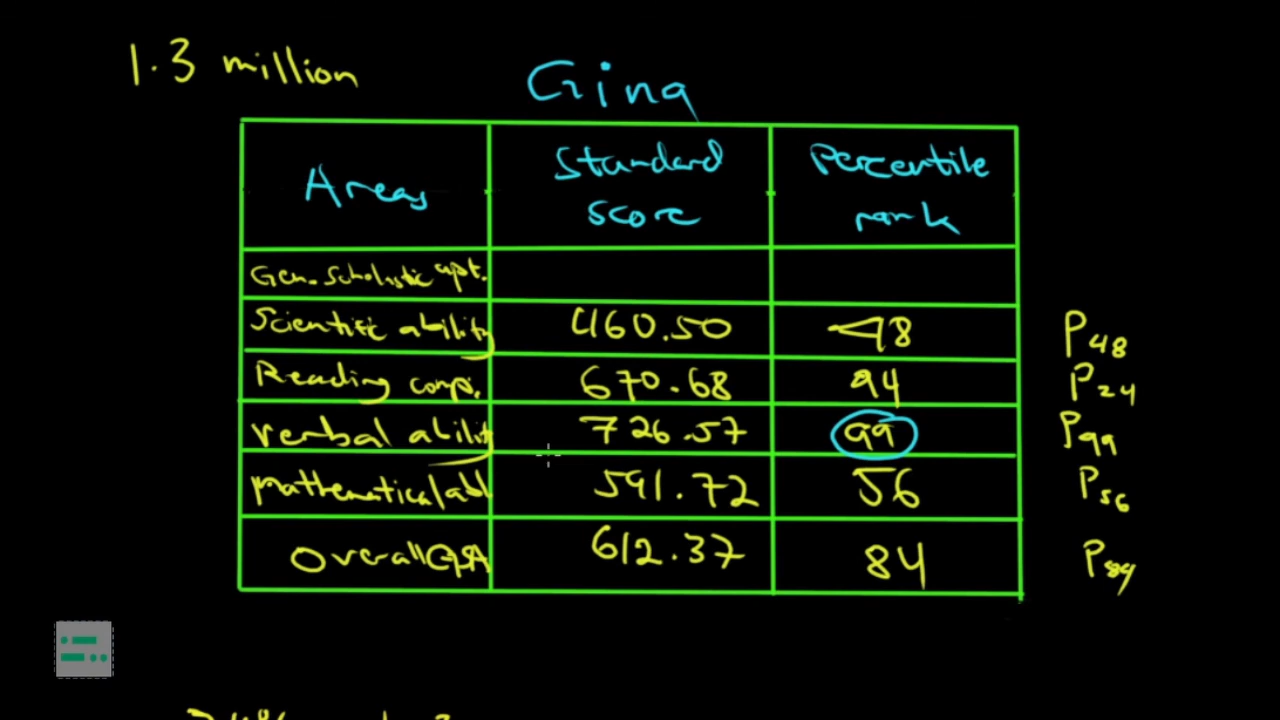 1.3 million
Gina
Areas Standard score Percentile rank
Gen. Scholastic apt.
Scientific ability 460.50 48 P48
Reading comp. 670.68 94 P24
verbal ability 726.57 99 P99
mathematical abl 591.72 56 P56
Overall GSA 612.37 84 P84